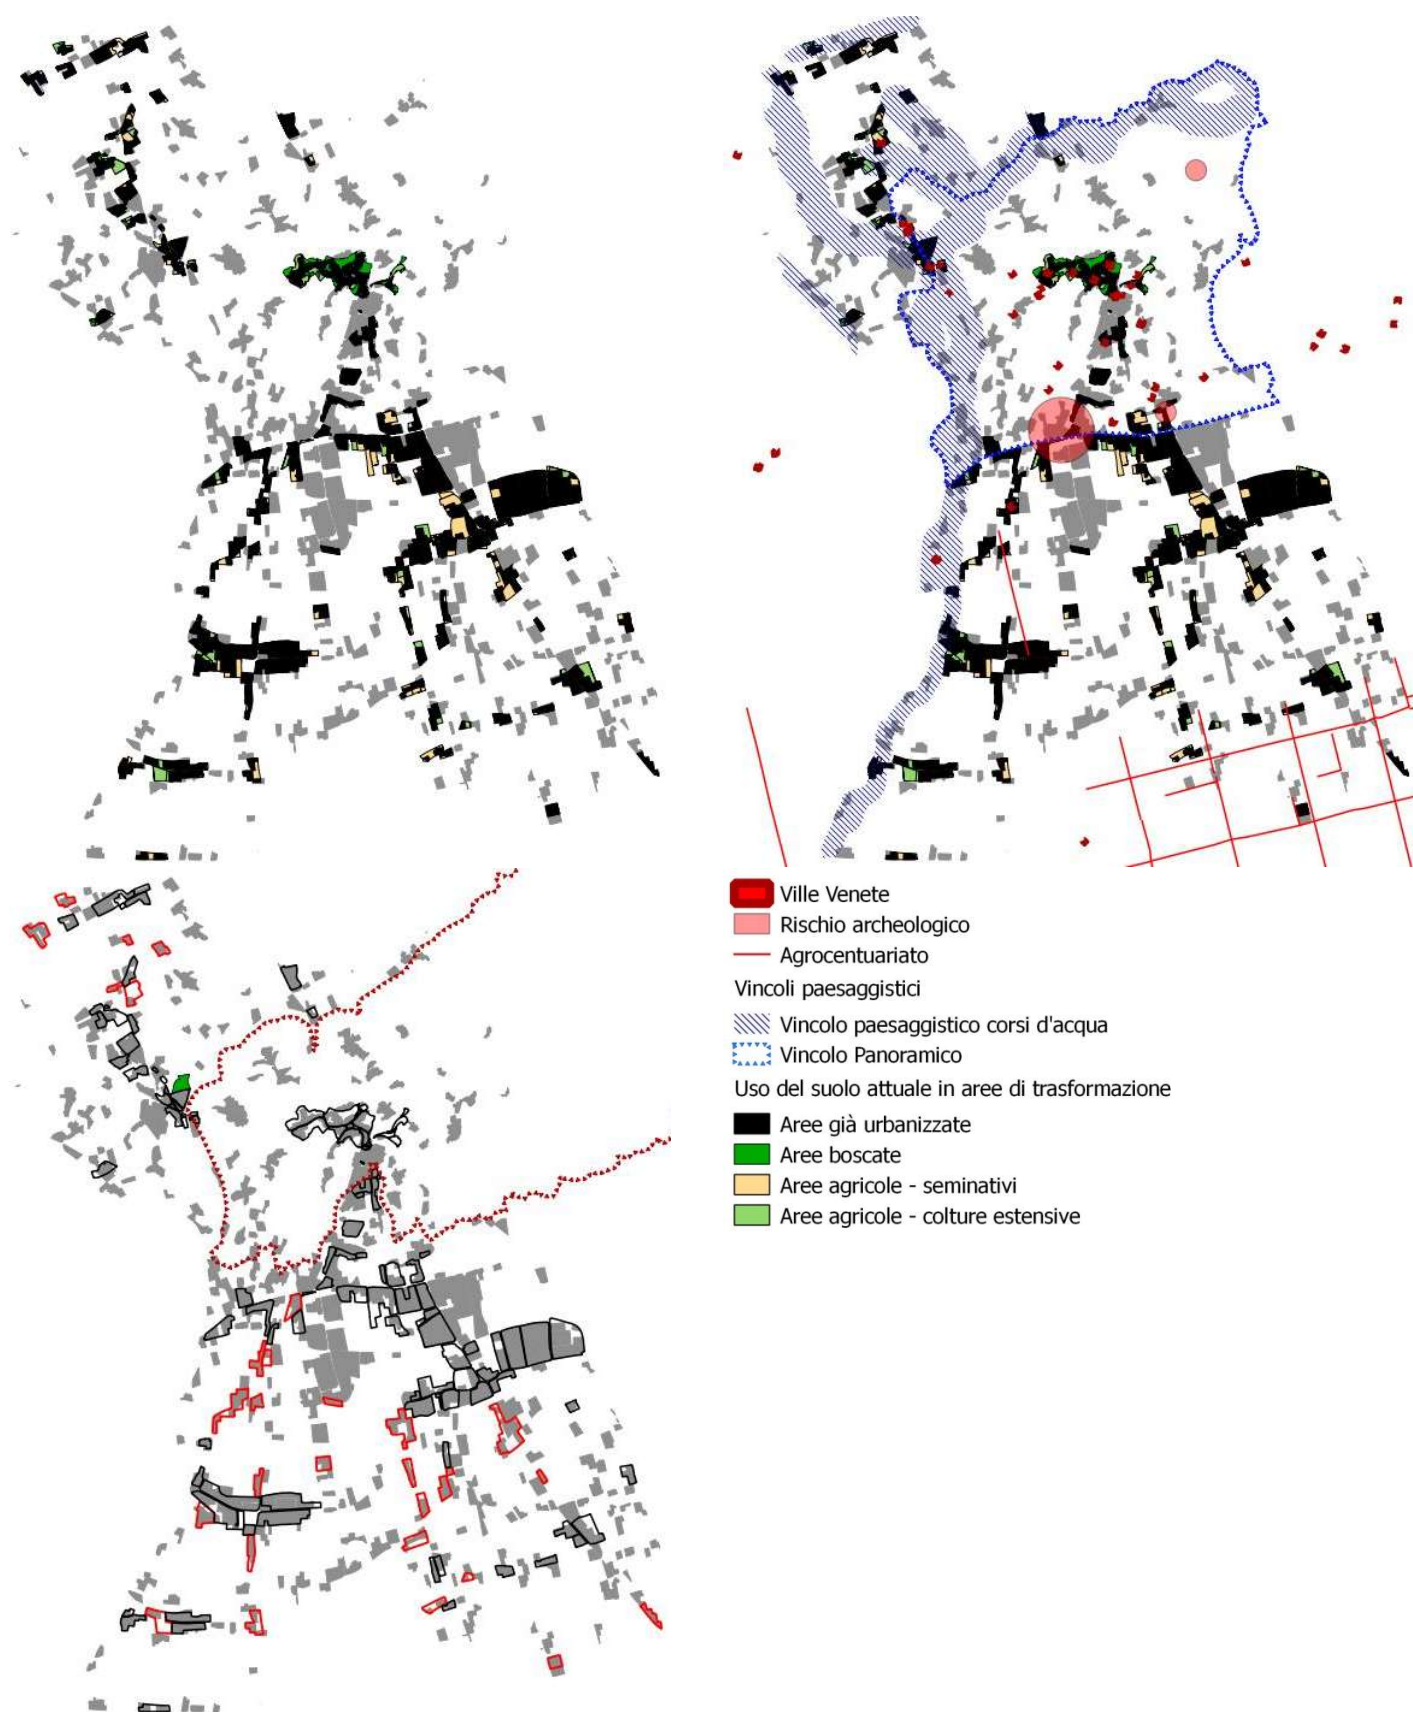 Ville Venete
Rischio archeologico
Agrocentuariato
Vincoli paesaggistici
Vincolo paesaggistico corsi d'acqua
Vincolo Panoramico
Uso del suolo attuale in aree di trasformazione
Aree già urbanizzate
Aree boscate
Aree agricole - seminativi
Aree agricole - colture estensive